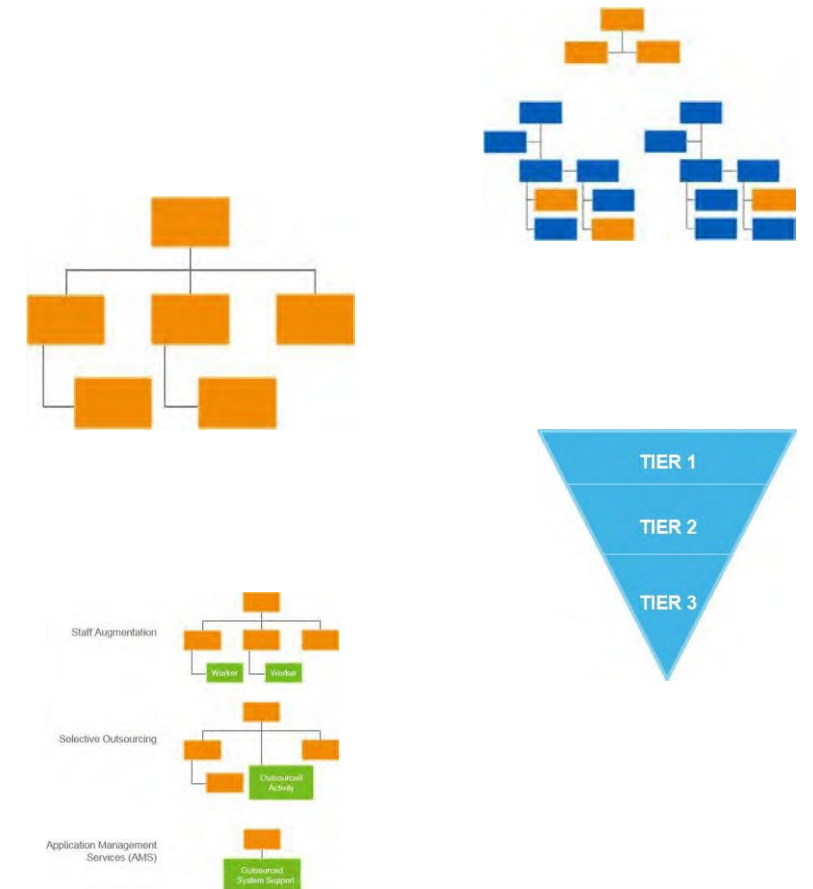 TIER 1
TIER 2
TIER 3
Staff Augmentation
Worker
Worker
Selective Outsourcing
Outsourced
Activity
Application Management
Services (AMS)
Outsourced
System Support